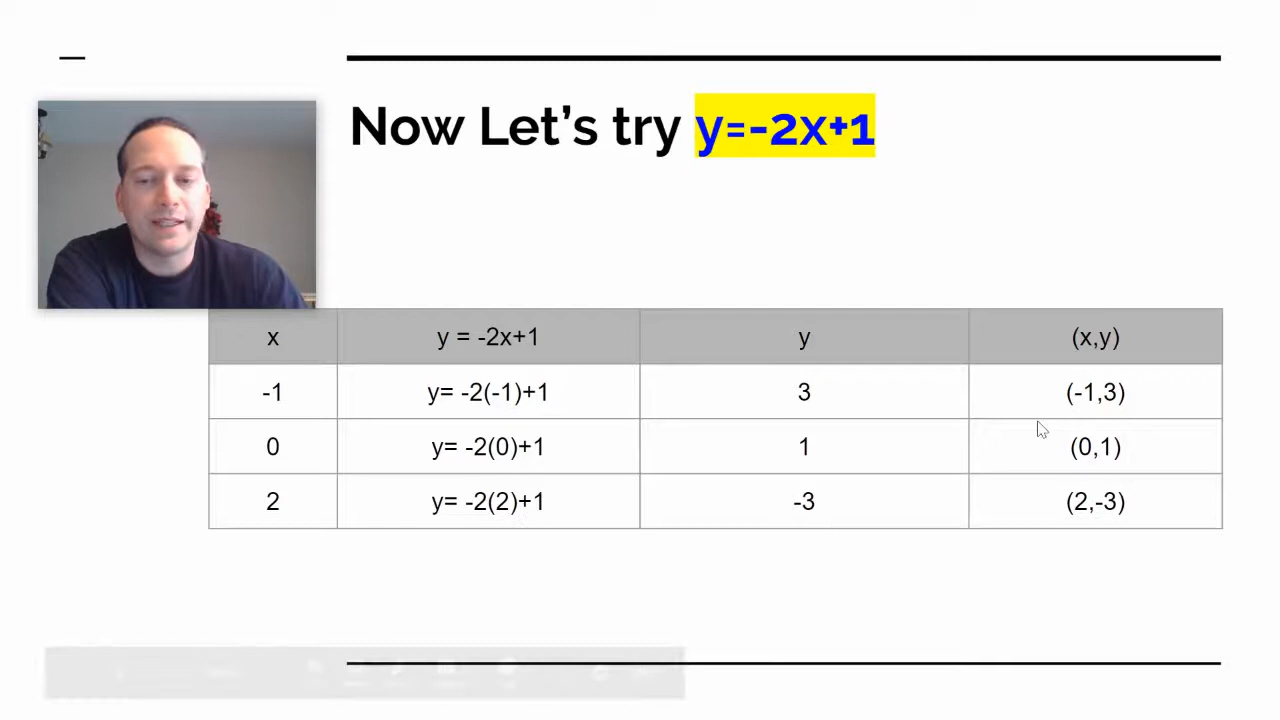 Now Let's try y=-2x+1
x y = -2x+1 y (x,y)
-1 y= -2(-1)+1 3 (-1,3)
0 y= -2(0)+1 1 (0,1)
2 y= -2(2)+1 -3 (2,-3)